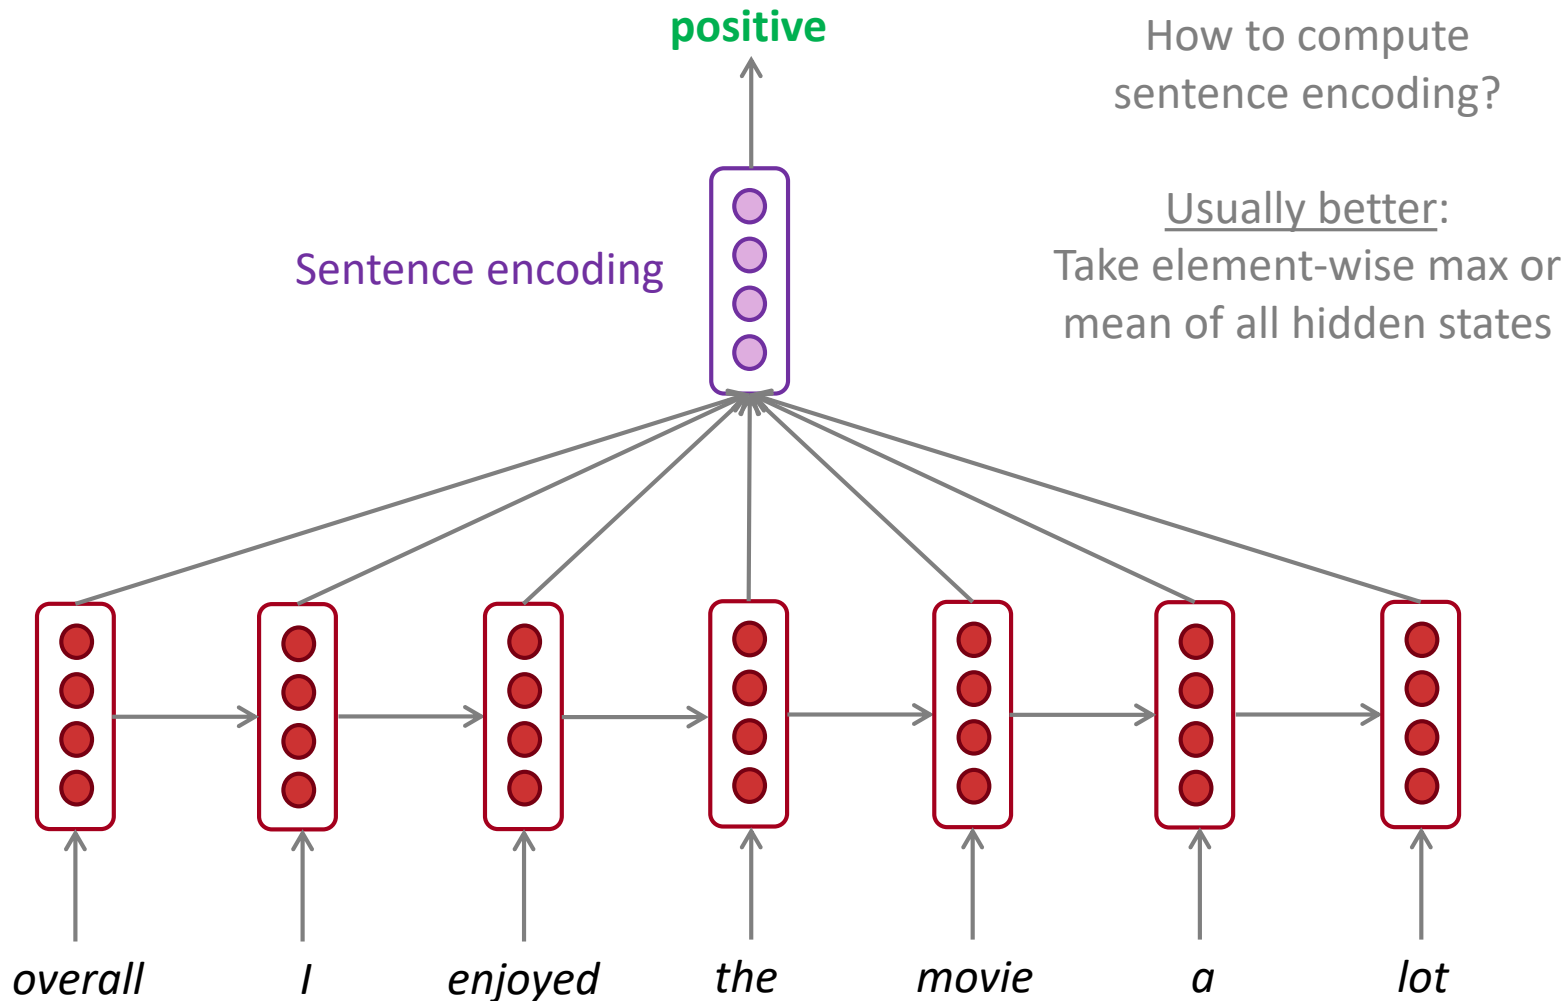 positive
How to compute
sentence encoding?
Usually better:
Take element-wise max or
mean of all hidden states
Sentence encoding
overall I enjoyed the movie a lot